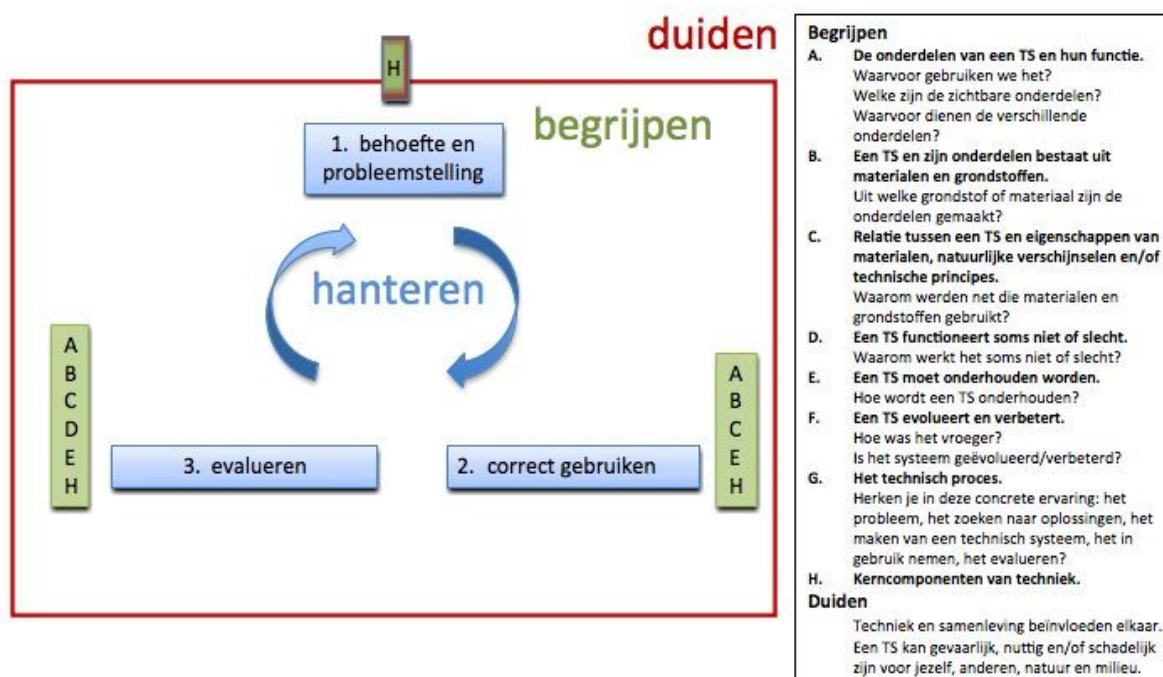 duiden
H
begrijpen
1. behoefte en
probleemstelling
hanteren
A
B
C
D
E
H
3. evalueren
2. correct gebruiken
A
B
C
E
H
Begrijpen
A. De onderdelen van een TS en hun functie.
Waarvoor gebruiken we het?
Welke zijn de zichtbare onderdelen?
Waarvoor dienen de verschillende
onderdelen?
B. Een TS en zijn onderdelen bestaat uit
materialen en grondstoffen.
Uit welke grondstof of materiaal zijn de
onderdelen gemaakt?
C. Relatie tussen een TS en eigenschappen van
materialen, natuurlijke verschijnselen en/of
technische principes.
Waarom werden net die materialen en
grondstoffen gebruikt?
D. Een TS functioneert soms niet of slecht.
Waarom werkt het soms niet of slecht?
E. Een TS moet onderhouden worden.
Hoe wordt een TS onderhouden?
F. Een TS evolueert en verbetert.
Hoe was het vroeger?
Is het systeem geëvolueerd/verbeterd?
G. Het technisch proces.
Herken je in deze concrete ervaring: het
probleem, het zoeken naar oplossingen, het
maken van een technisch systeem, het in
gebruik nemen, het evalueren?
H. Kerncomponenten van techniek.
Duiden
Techniek en samenleving beïnvloeden elkaar.
Een TS kan gevaarlijk, nuttig en/of schadelijk
zijn voor jezelf, anderen, natuur en milieu.